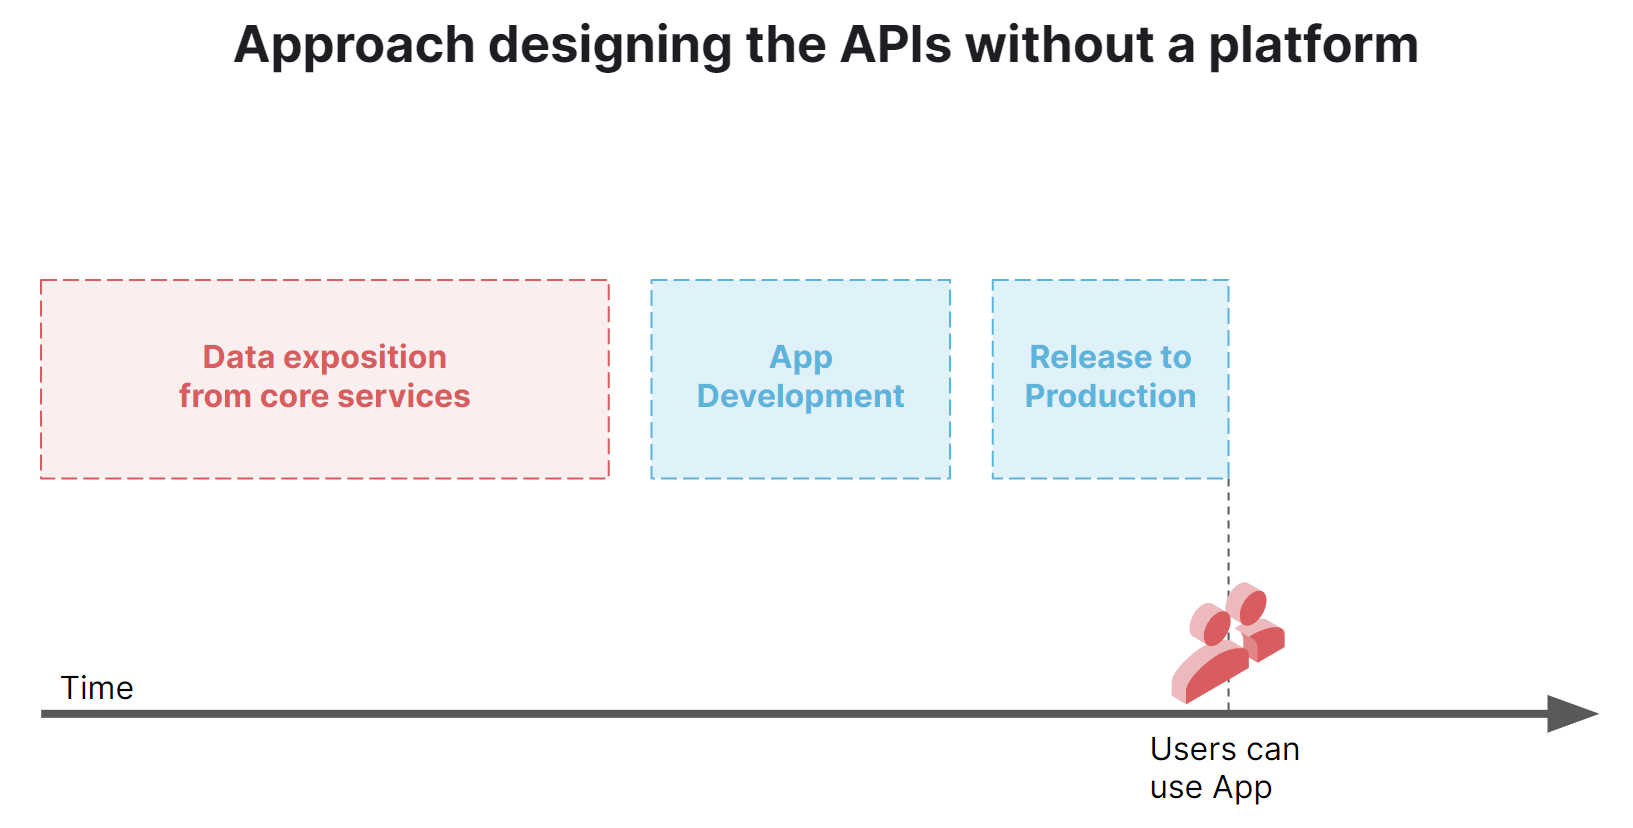 Approach designing the APIs without a platform
Data exposition
from core services
App
Development
Release to
Production
Time
Users can
use App